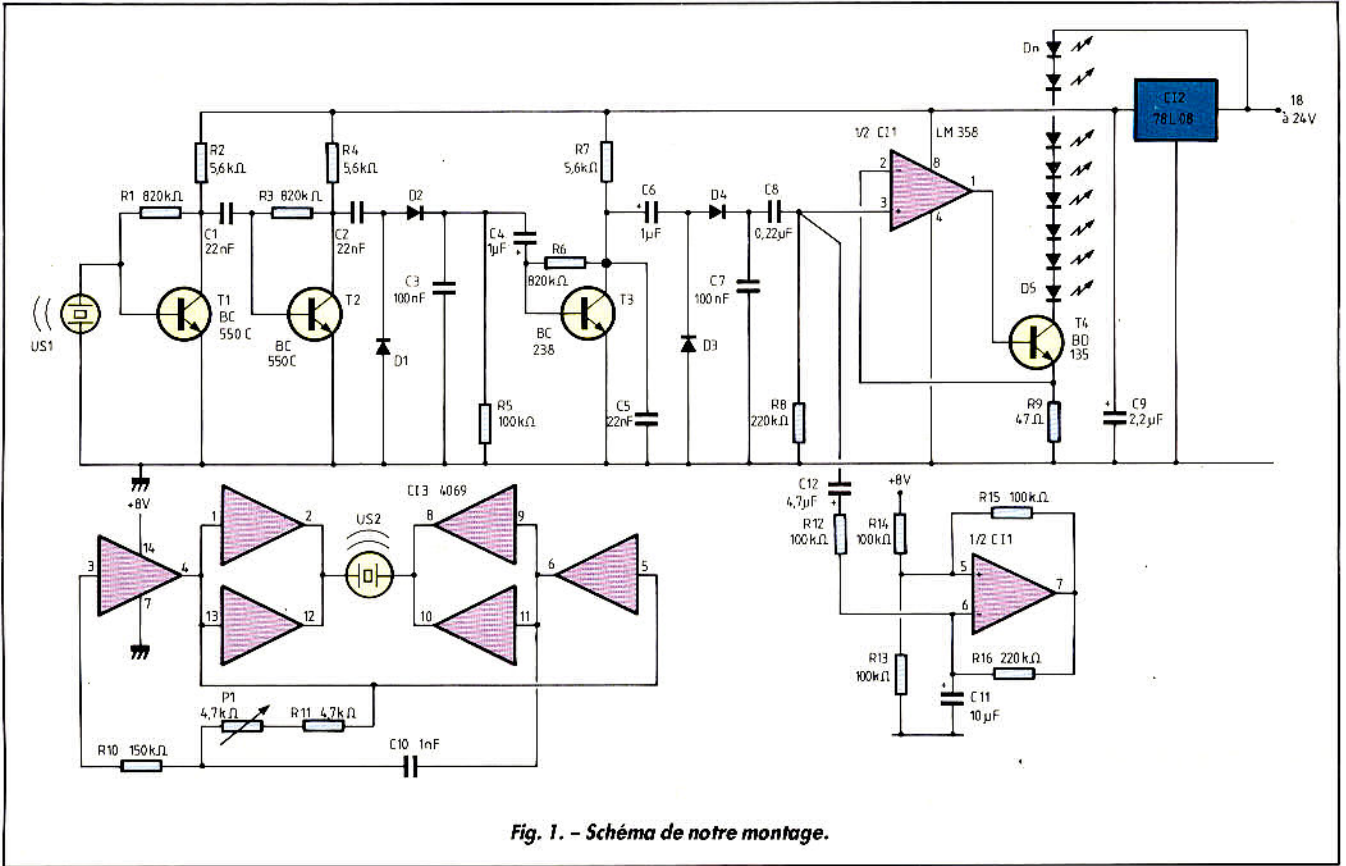 Dn
CI2
78L08
18
à 24V
1/2 CI1
LM 358
R2
5,6kΩ
R4
5,6kΩ
R7
5,6kΩ
R1 820kΩ
R3 820kΩ
C1
22nF
C2
22nF
D2
C4
1µF
R6
820kΩ
C6
1µF
D4
C8
0,22µF
2
-
3
+
8
1
4
US1
T1
BC
550C
T2
BC
550C
D1
C3
100nF
R5
100kΩ
T3
BC
238
C5
22nF
D3
C7
100nF
R8
220kΩ
D5
T4
BD
135
R9
47Ω
C9
2,2µF
+
+8V
CI3 4069
US2
3
14
7
4
1
2
13
12
8
9
10
11
6
5
P1
4,7kΩ
R11 4,7kΩ
R10 150kΩ
C10 1nF
C12
4,7µF
+
R12
100kΩ
+8V
R14
100kΩ
R15 100kΩ
1/2 CI1
5
+
6
-
7
R13
100kΩ
R16 220kΩ
C11
10µF
+
Fig. 1. – Schéma de notre montage.